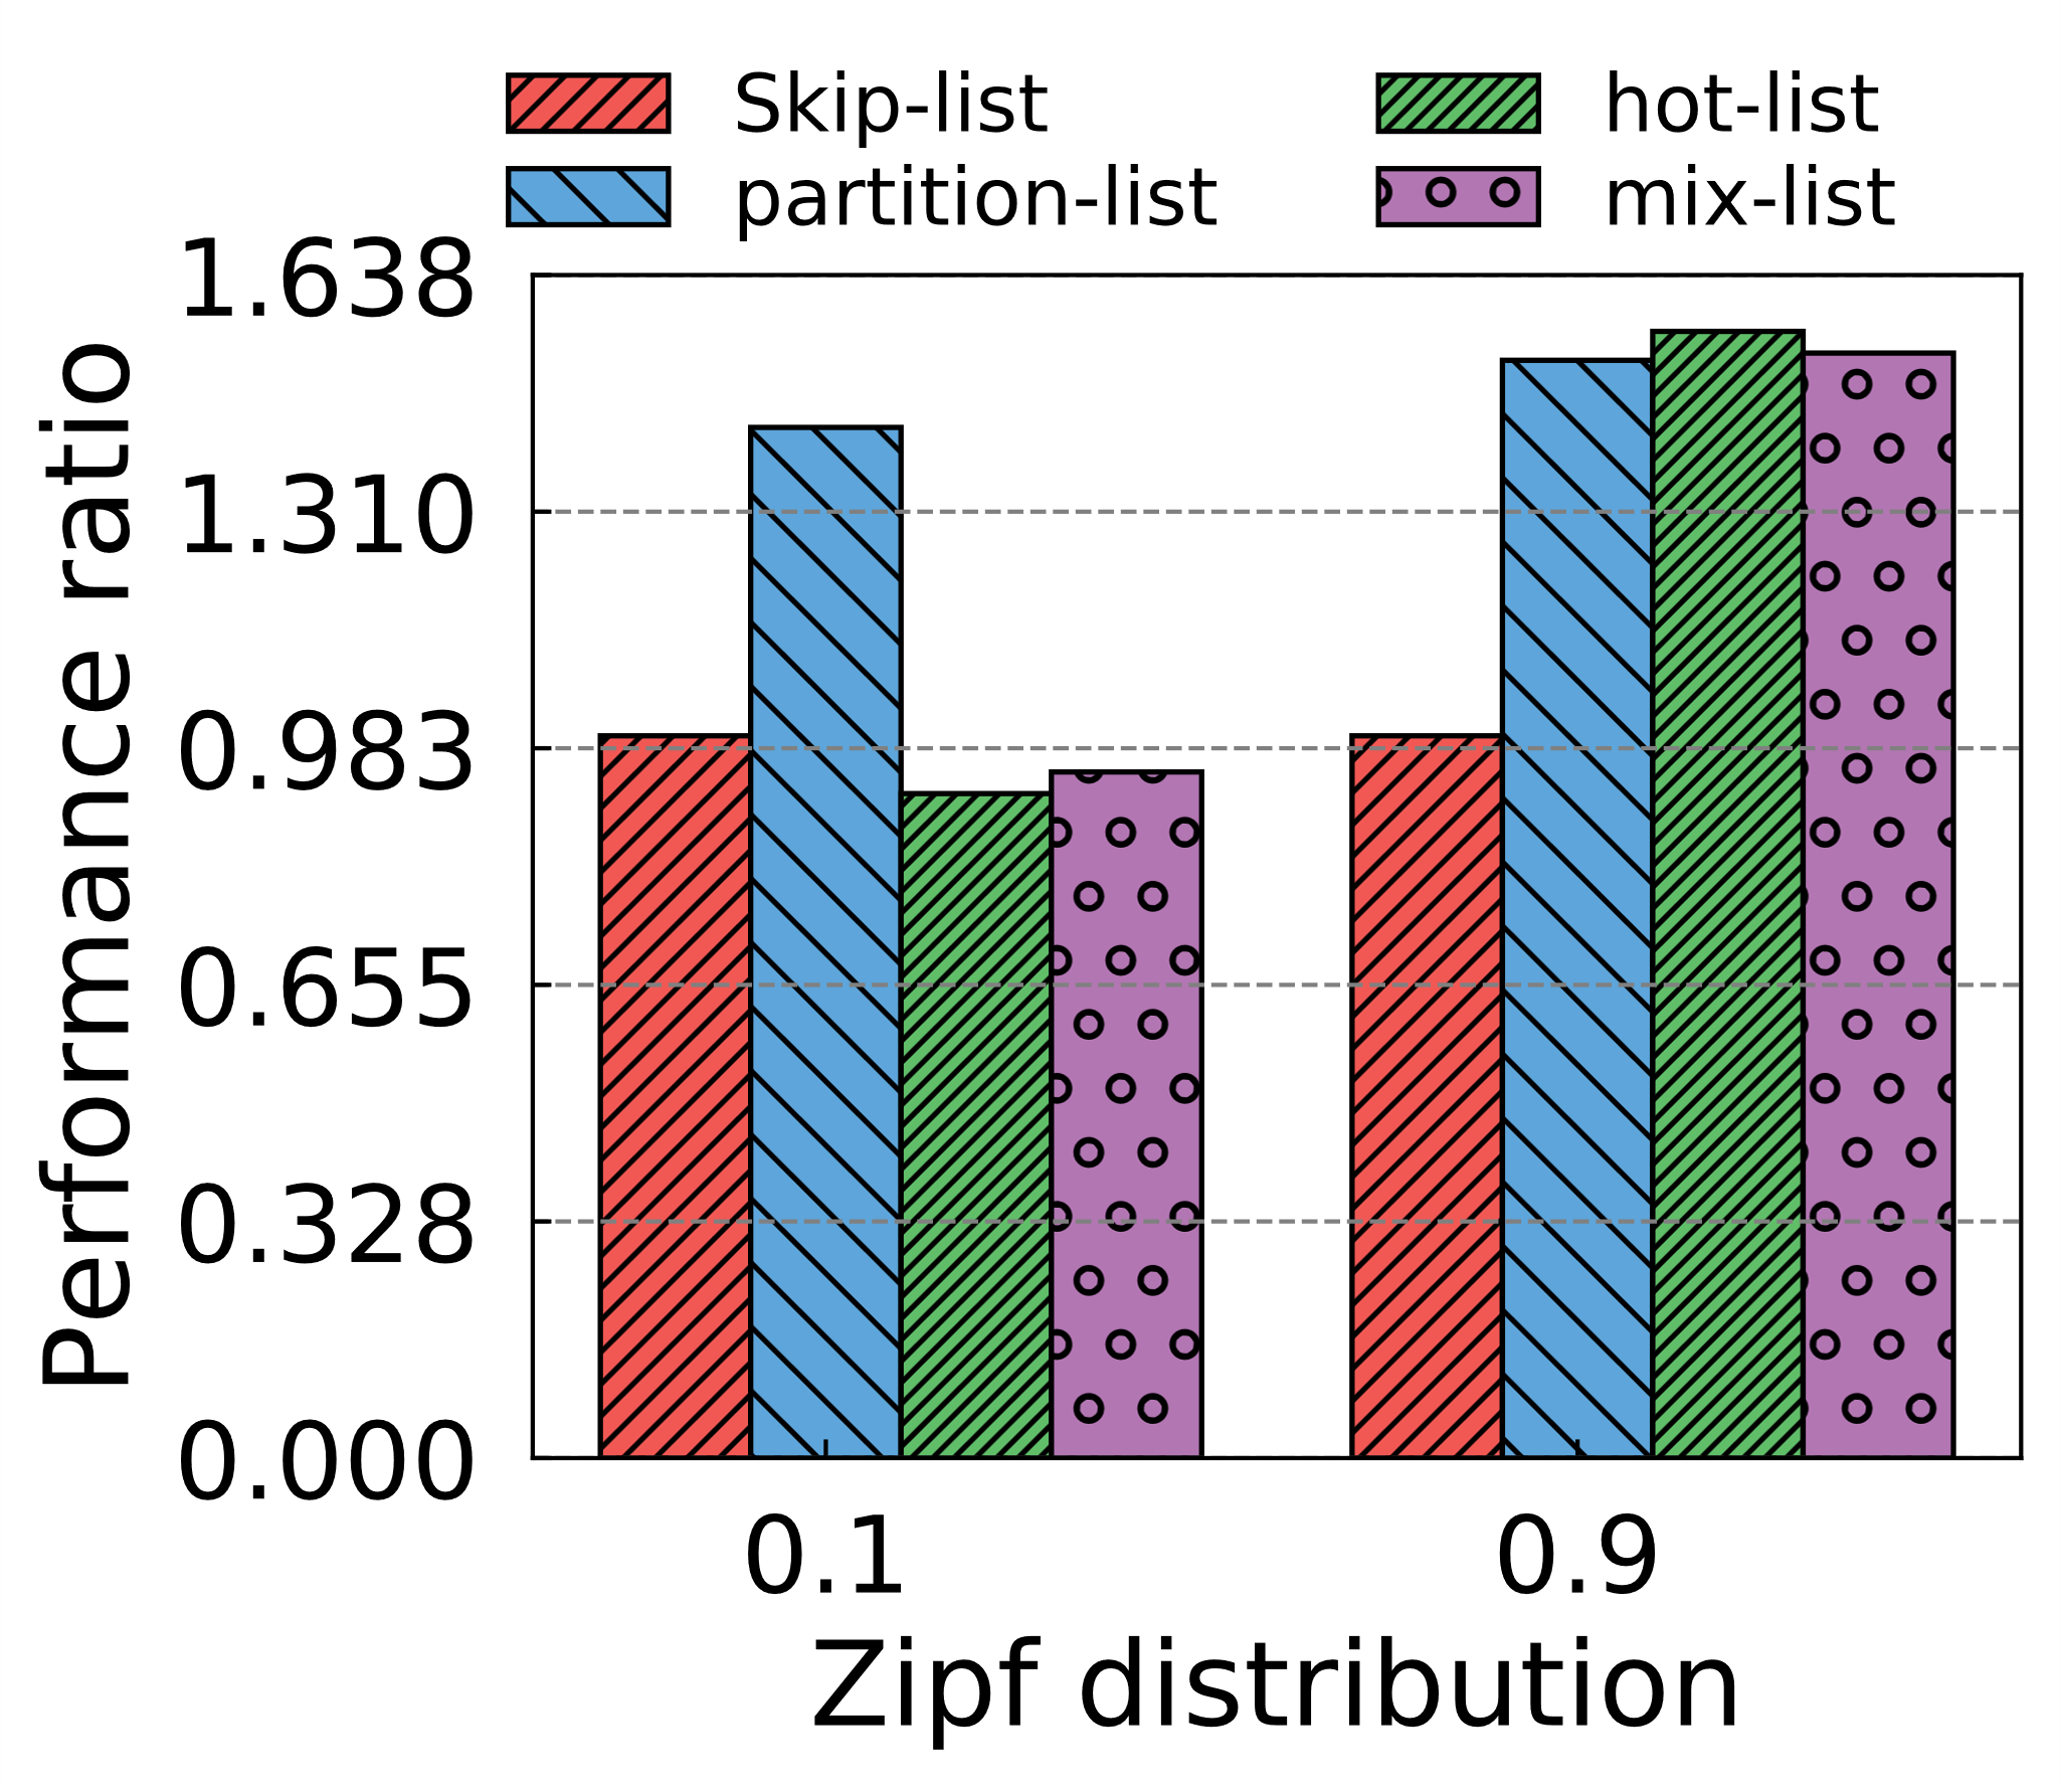 Skip-list
hot-list
partition-list
mix-list
1.638
1.310
0.983
0.655
0.328
0.000
Performance ratio
0.1
0.9
Zipf distribution